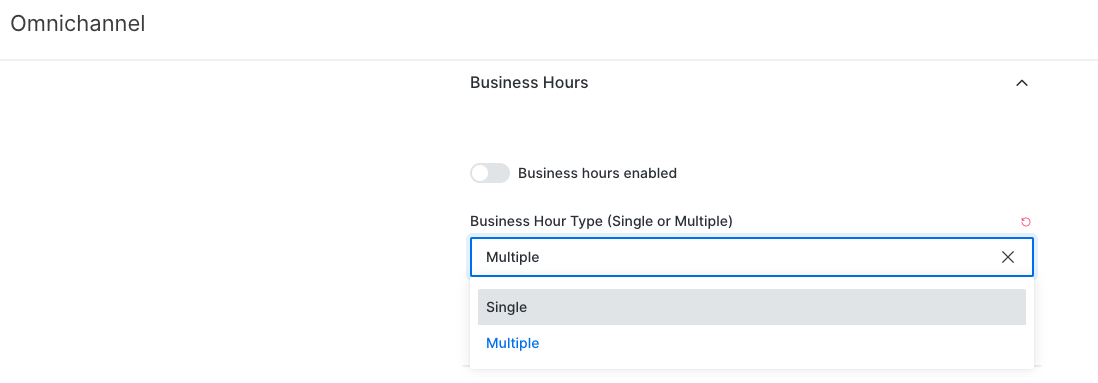 Omnichannel
Business Hours
Business hours enabled
Business Hour Type (Single or Multiple)
Multiple
Single
Multiple